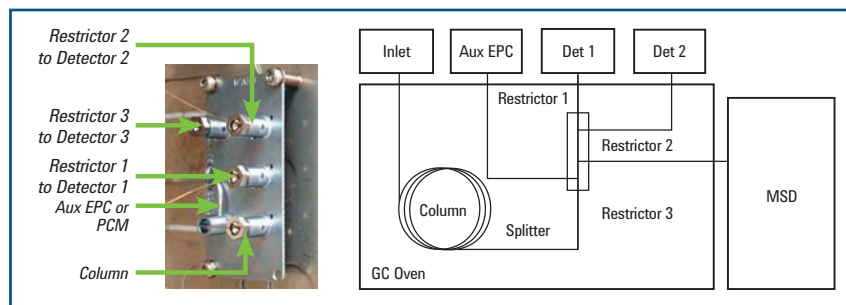 Restrictor 2
to Detector 2
Restrictor 3
to Detector 3
Restrictor 1
to Detector 1
Aux EPC or
PCM
Column
Inlet
Aux EPC
Det 1
Det 2
Restrictor 1
Restrictor 2
MSD
Column
Restrictor 3
Splitter
GC Oven